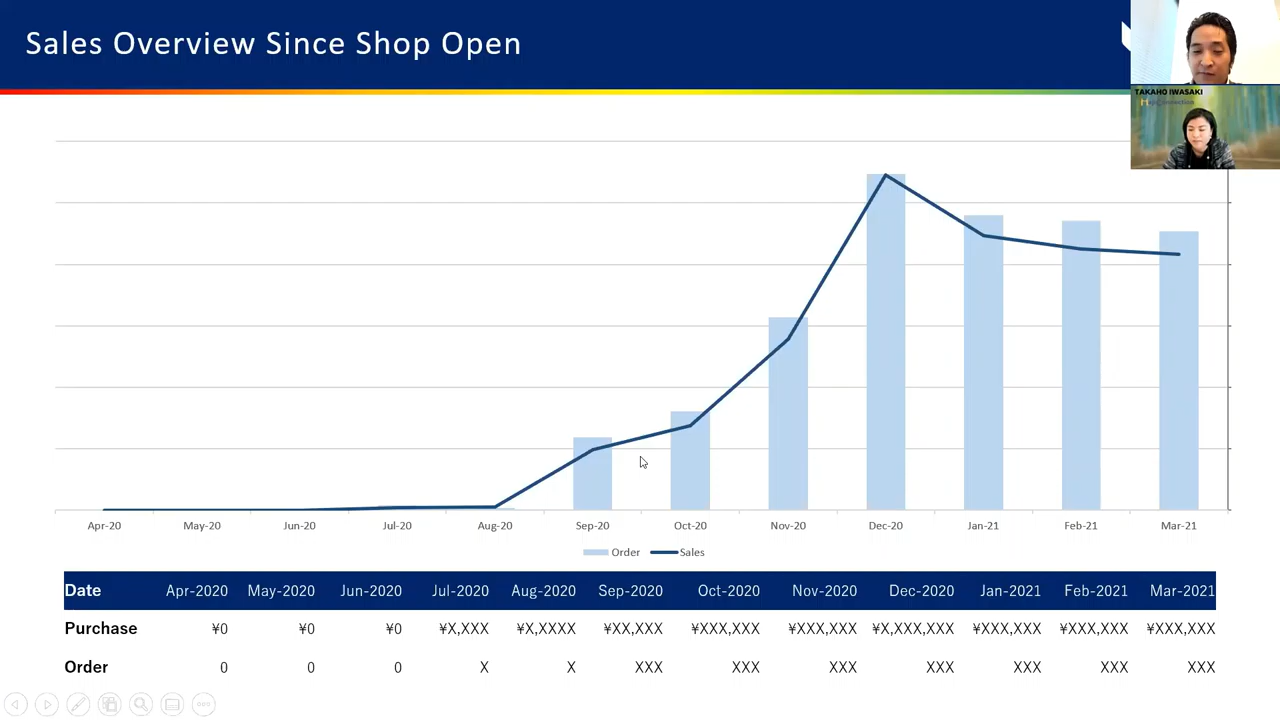 Sales Overview Since Shop Open
TAKAHO IWASAKI
Apr-20 May-20 Jun-20 Jul-20 Aug-20 Sep-20 Oct-20 Nov-20 Dec-20 Jan-21 Feb-21 Mar-21
Order Sales
Date Apr-2020 May-2020 Jun-2020 Jul-2020 Aug-2020 Sep-2020 Oct-2020 Nov-2020 Dec-2020 Jan-2021 Feb-2021 Mar-2021
Purchase ¥0 ¥0 ¥0 ¥X,XXX ¥X,XXXX ¥XX,XXX ¥XXX,XXX ¥XXX,XXX ¥X,XXX,XXX ¥XXX,XXX ¥XXX,XXX ¥XXX,XXX
Order 0 0 0 X X XXX XXX XXX XXX XXX XXX XXX